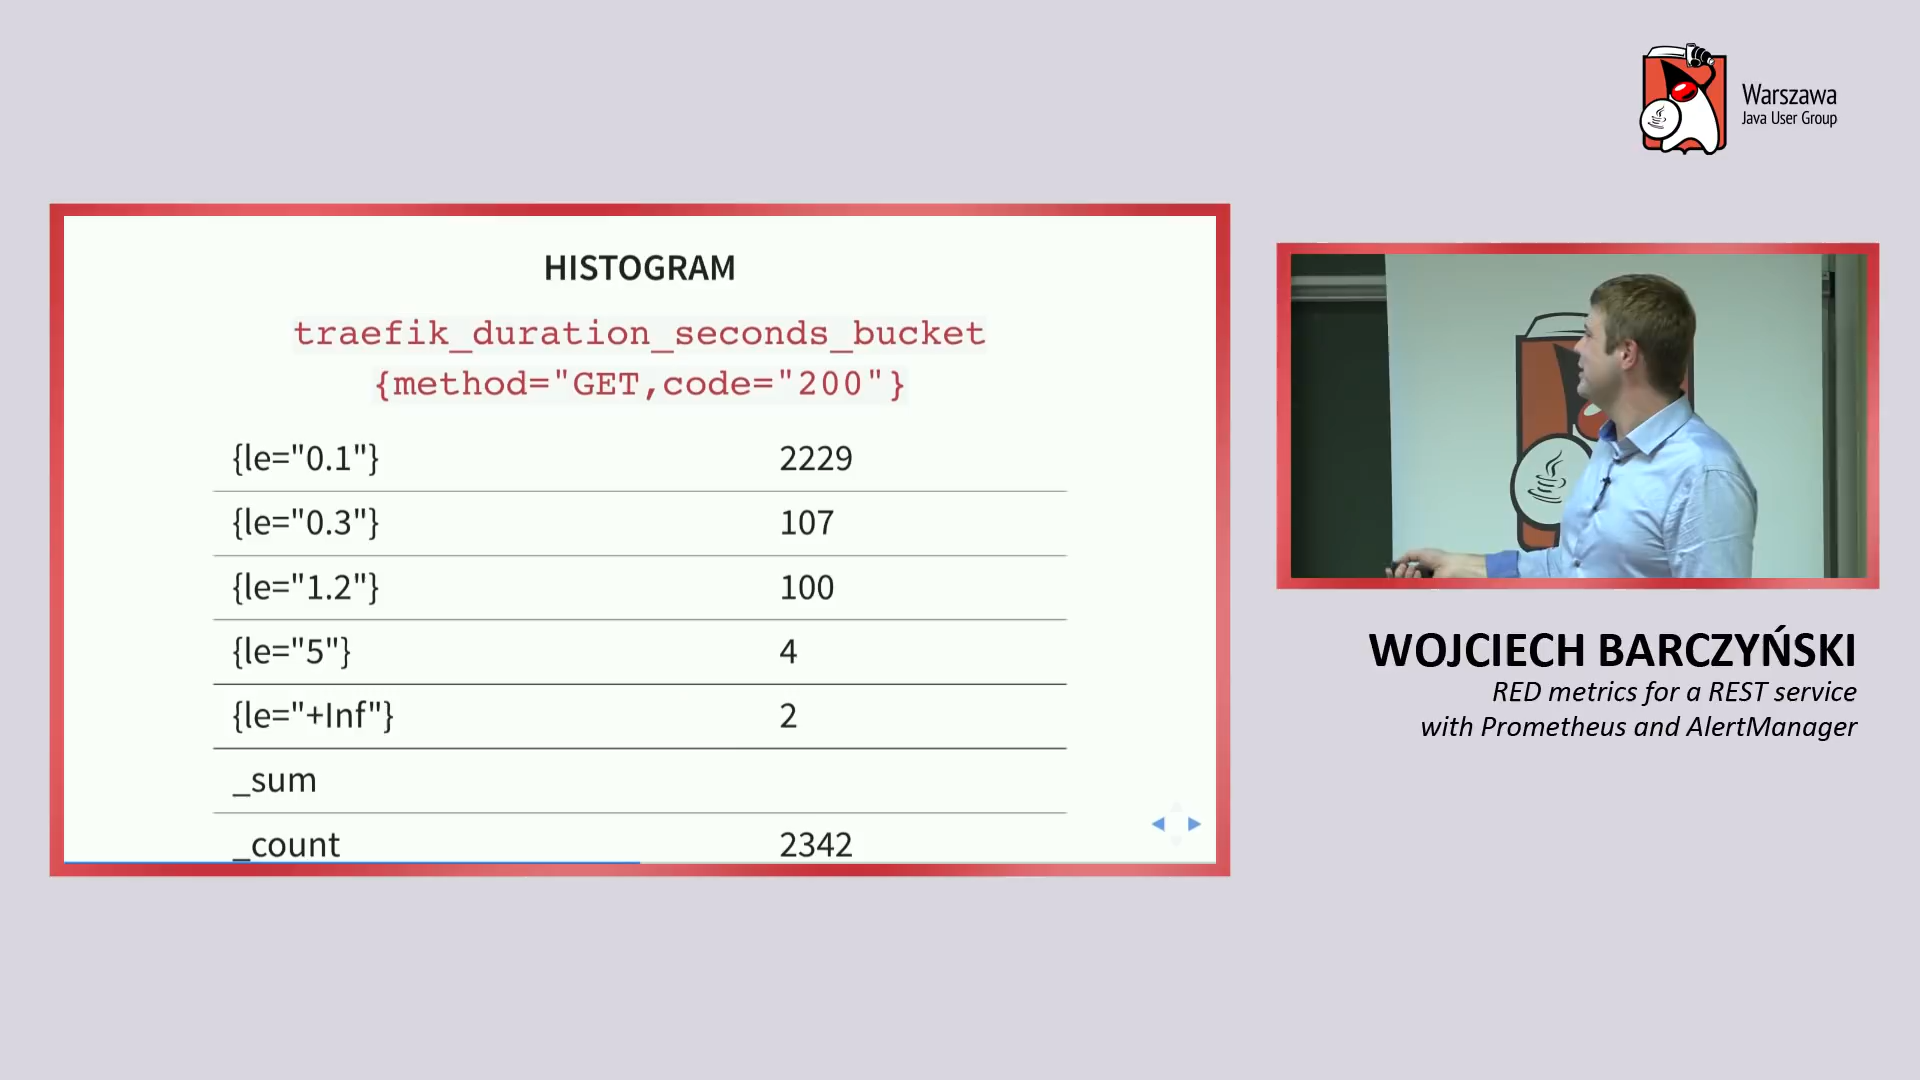 Warszawa
Java User Group
HISTOGRAM
traefik_duration_seconds_bucket
{method="GET,code="200"}
{le="0.1"} 2229
{le="0.3"} 107
{le="1.2"} 100
{le="5"} 4
{le="+Inf"} 2
_sum
_count 2342
WOJCIECH BARCZYŃSKI
RED metrics for a REST service
with Prometheus and AlertManager